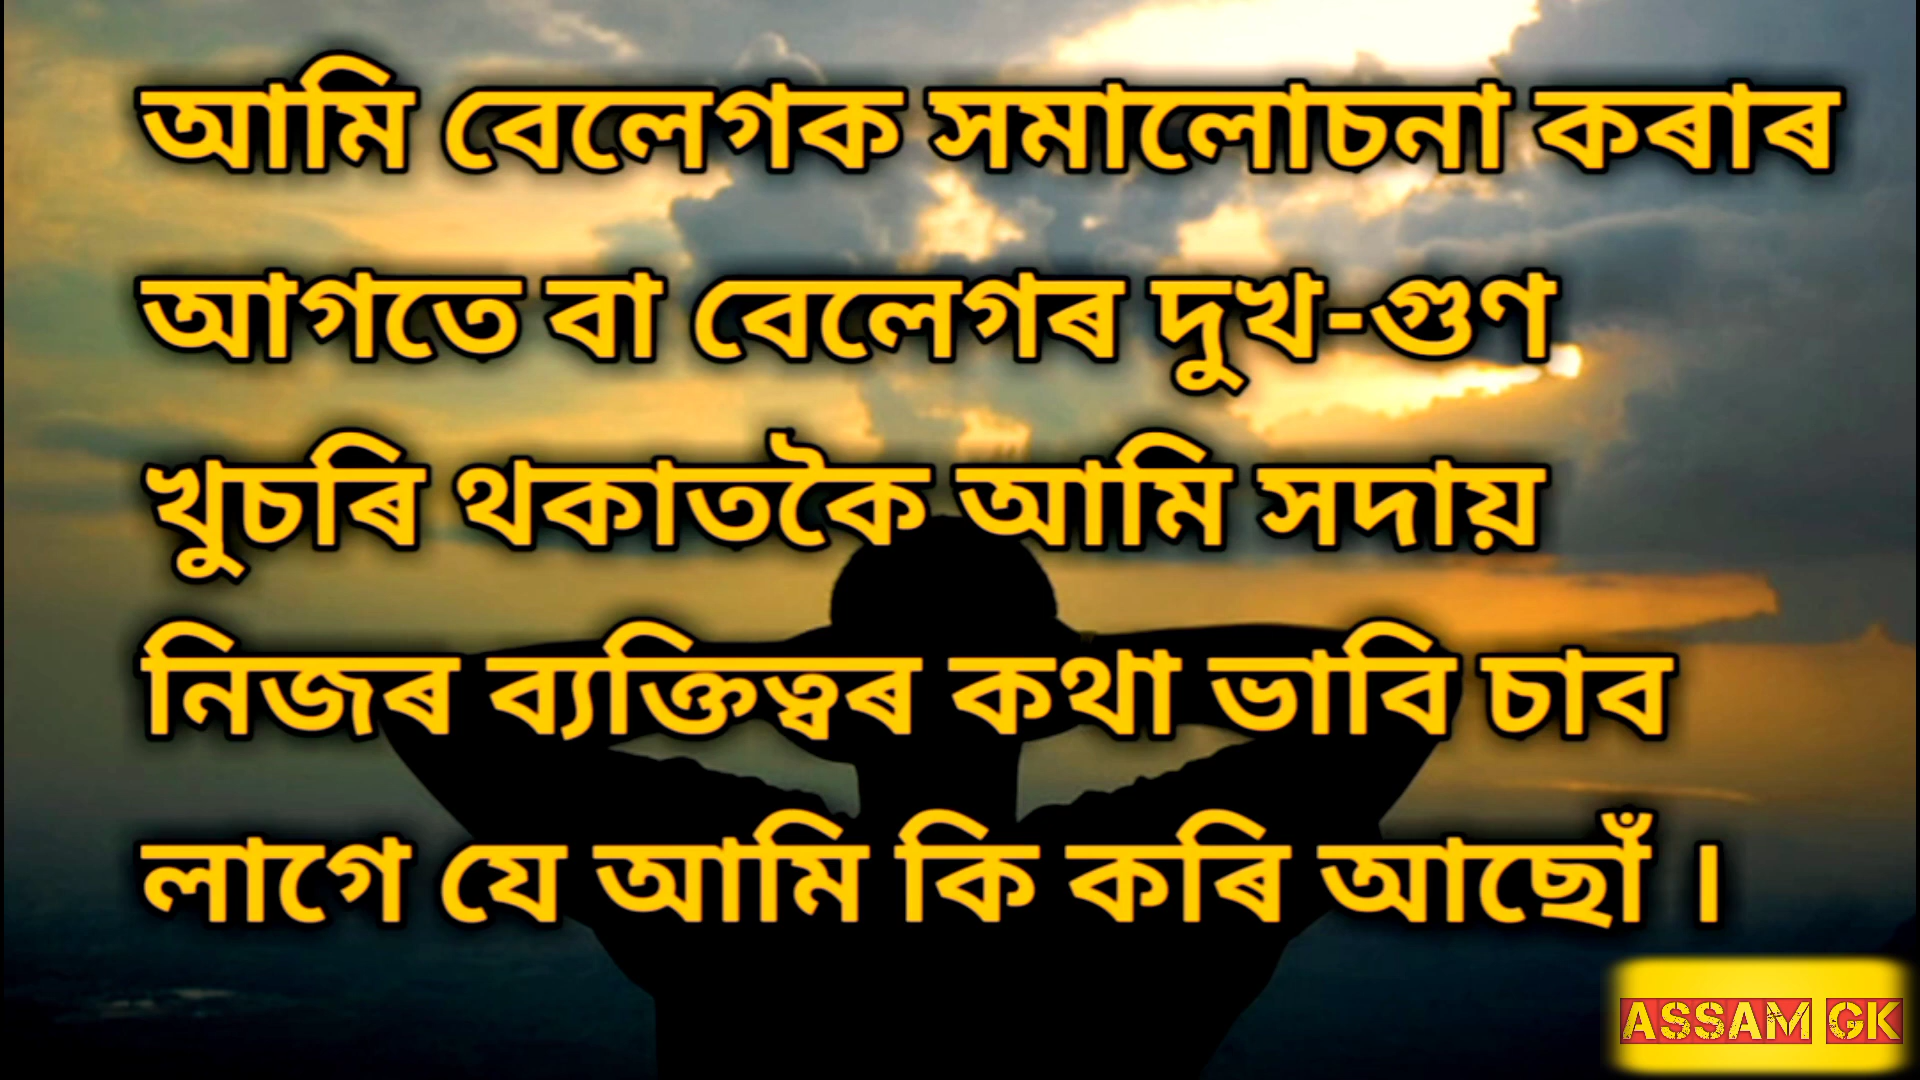 আমি বেলেগক সমালোচনা কৰাৰ
আগতে বা বেলেগৰ দুখ-গুণ
খুচৰি থকাতকৈ আমি সদায়
নিজৰ ব্যক্তিত্বৰ কথা ভাবি চাব
লাগে যে আমি কি কৰি আছোঁ ।
ASSAM GK